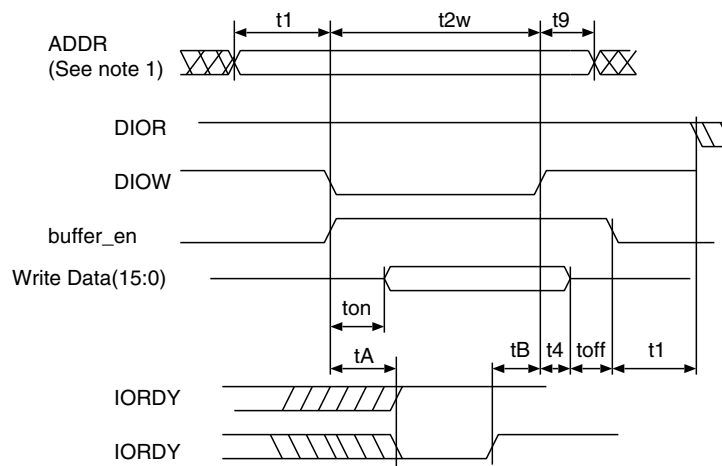 t1 t2w t9
ADDR
(See note 1)
DIOR
DIOW
buffer_en
Write Data(15:0)
ton
tA tB t4 toff t1
IORDY
IORDY